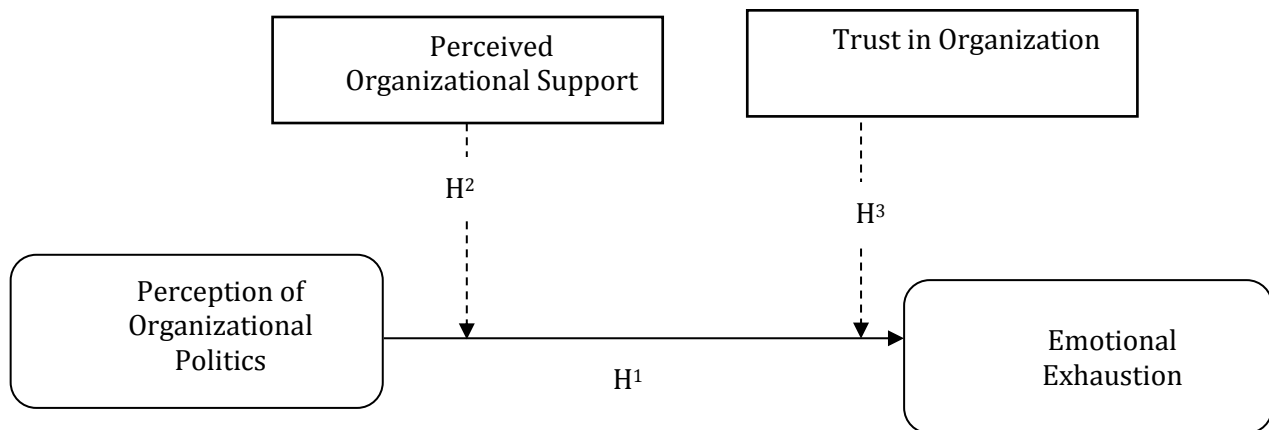 Perceived
Organizational Support
Trust in Organization
H²
H³
Perception of
Organizational
Politics
H¹
Emotional
Exhaustion